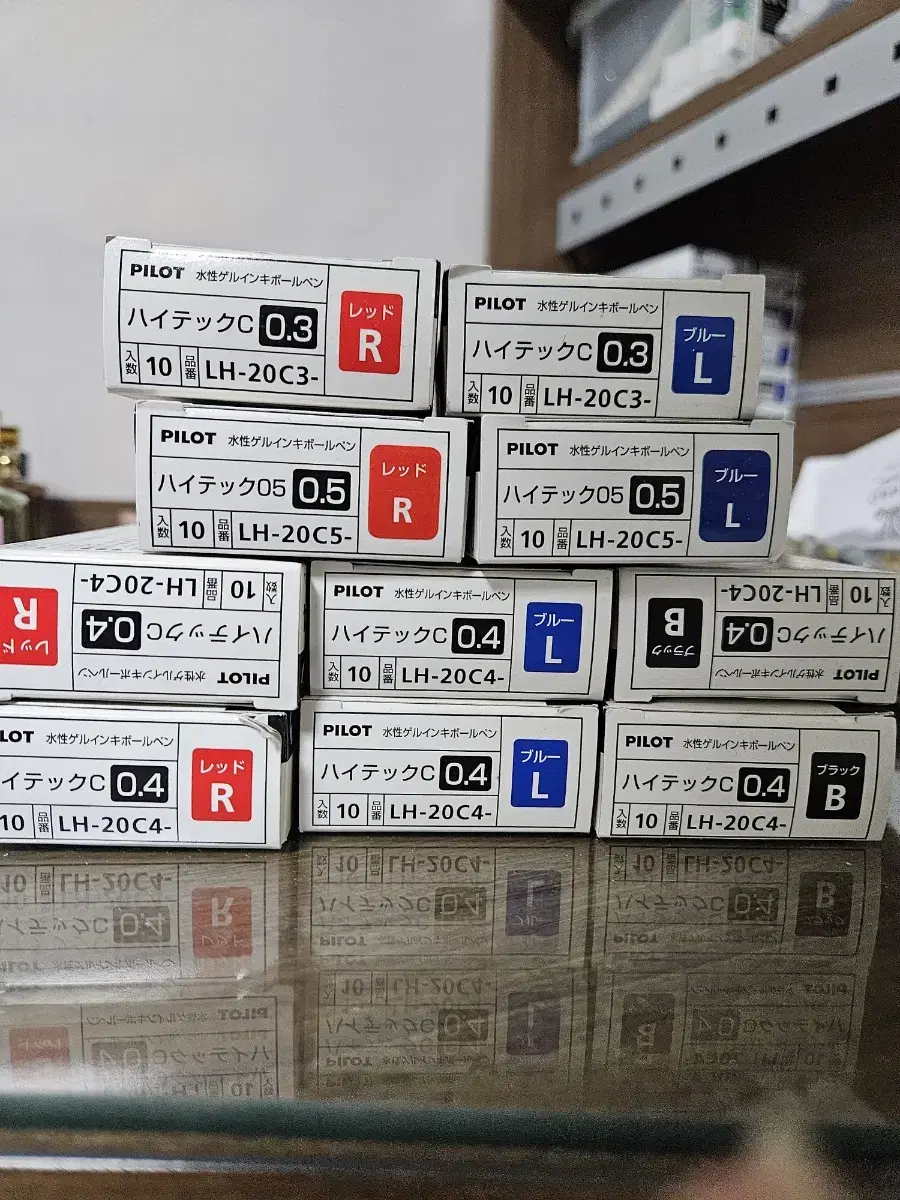 PILOT 水性ゲルインキボールペン
ハイテックC 0.3
入数 10 品番 LH-20C3-
レッド
R
PILOT 水性ゲルインキボールペン
ハイテックC 0.3
入数 10 品番 LH-20C3-
ブルー
L
PILOT 水性ゲルインキボールペン
ハイテック05 0.5
入数 10 品番 LH-20C5-
レッド
R
PILOT 水性ゲルインキボールペン
ハイテック05 0.5
入数 10 品番 LH-20C5-
ブルー
L
PILOT 水性ゲルインキボールペン
ハイテックC 0.4
入数 10 品番 LH-20C4-
レッド
R
PILOT 水性ゲルインキボールペン
ハイテックC 0.4
入数 10 品番 LH-20C4-
ブルー
L
PILOT 水性ゲルインキボールペン
ハイテックC 0.4
入数 10 品番 LH-20C4-
ブラック
B
LOT 水性ゲルインキボールペン
イテックC 0.4
10 品番 LH-20C4-
レッド
R
PILOT 水性ゲルインキボールペン
ハイテックC 0.4
入数 10 品番 LH-20C4-
ブルー
L
PILOT 水性ゲルインキボールペン
ハイテックC 0.4
入数 10 品番 LH-20C4-
ブラック
B